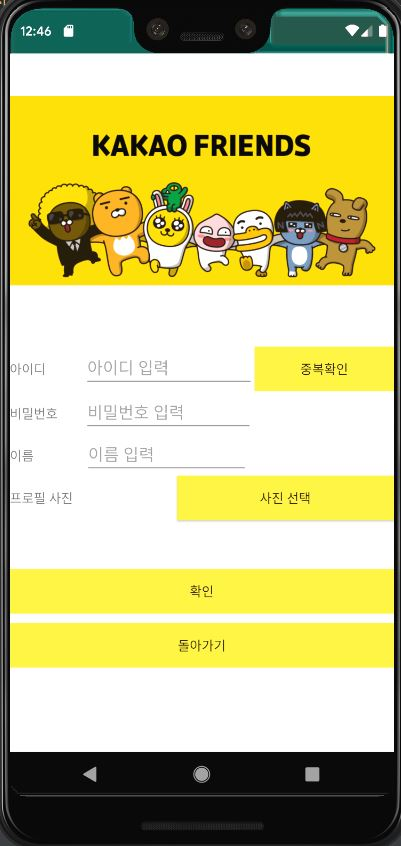 12:46
KAKAO FRIENDS
아이디 아이디 입력 중복확인
비밀번호 비밀번호 입력
이름 이름 입력
프로필 사진 사진 선택
확인
돌아가기